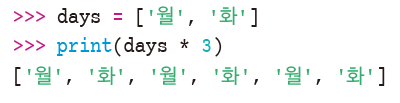 >>> days = ['월', '화']
>>> print(days * 3)
['월', '화', '월', '화', '월', '화']